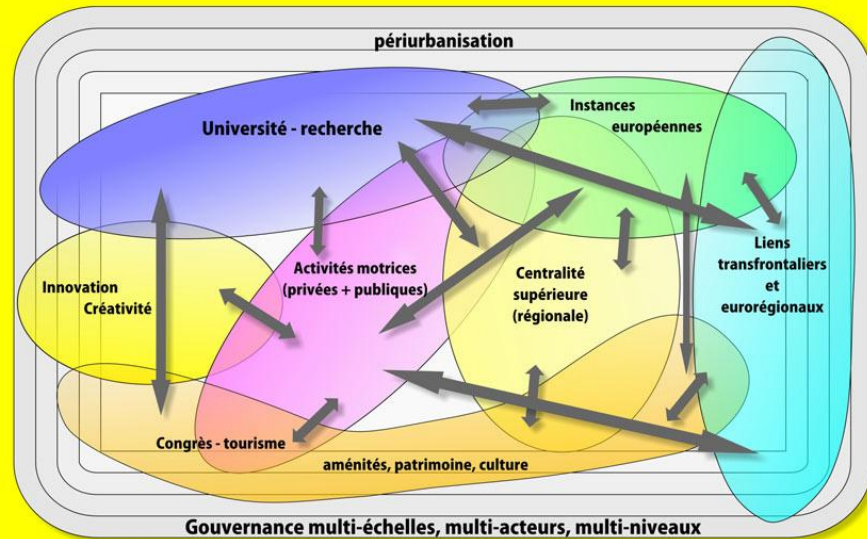 périurbanisation
Université - recherche
Instances
européennes
Innovation
Créativité
Activités motrices
(privées + publiques)
Centralité
supérieure
(régionale)
Liens
transfrontaliers
et
eurorégionaux
Congrès - tourisme
aménités, patrimoine, culture
Gouvernance multi-échelles, multi-acteurs, multi-niveaux